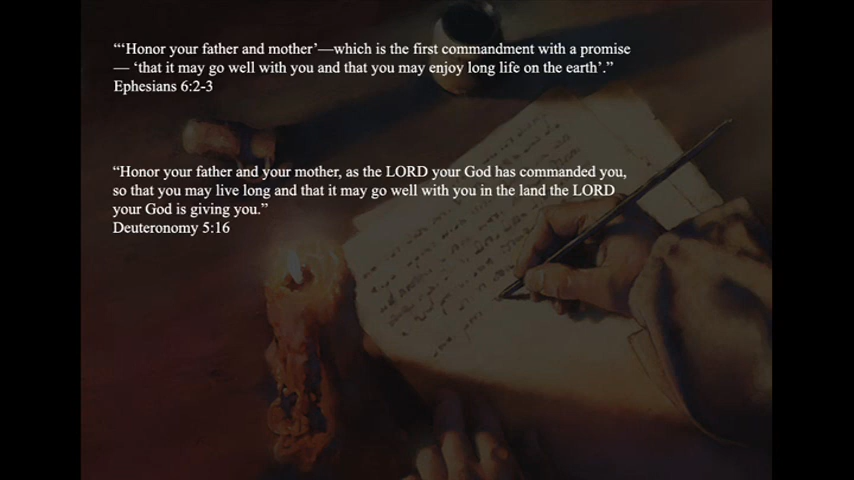 “‘Honor your father and mother’—which is the first commandment with a promise
— ‘that it may go well with you and that you may enjoy long life on the earth’.”
Ephesians 6:2-3
“Honor your father and your mother, as the LORD your God has commanded you,
so that you may live long and that it may go well with you in the land the LORD
your God is giving you.”
Deuteronomy 5:16